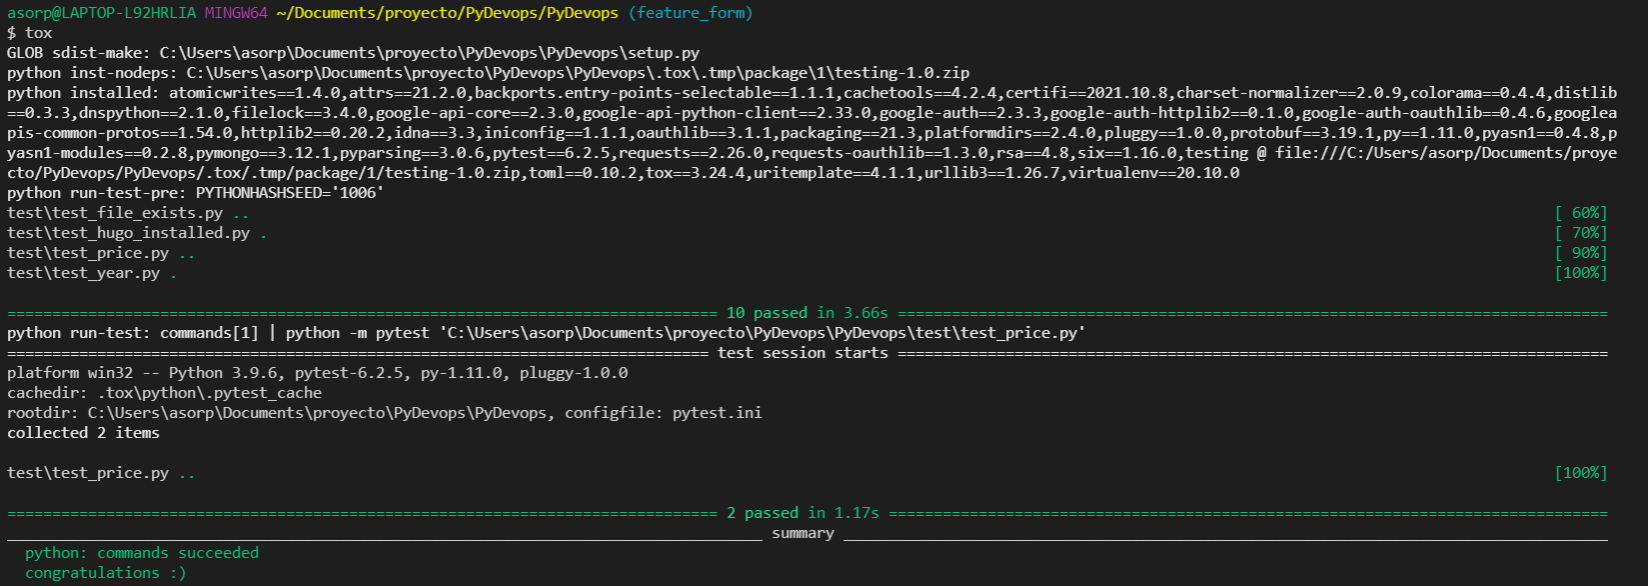 asorp@LAPTOP-L92HRLIA MINGW64 ~/Documents/proyecto/PyDevops/PyDevops (feature_form)
$ tox
GLOB sdist-make: C:\Users\asorp\Documents\proyecto\PyDevops\PyDevops\setup.py
python inst-nodeps: C:\Users\asorp\Documents\proyecto\PyDevops\PyDevops\.tox\.tmp\package\1\testing-1.0.zip
python installed: atomicwrites==1.4.0,attrs==21.2.0,backports.entry-points-selectable==1.1.1,cachetools==4.2.4,certifi==2021.10.8,charset-normalizer==2.0.9,colorama==0.4.4,distlib
==0.3.3,dnspython==2.1.0,filelock==3.4.0,google-api-core==2.3.0,google-api-python-client==2.33.0,google-auth==2.3.3,google-auth-httplib2==0.1.0,google-auth-oauthlib==0.4.6,googlea
pis-common-protos==1.54.0,httplib2==0.20.2,idna==3.3,iniconfig==1.1.1,oauthlib==3.1.1,packaging==21.3,platformdirs==2.4.0,pluggy==1.0.0,protobuf==3.19.1,py==1.11.0,pyasn1==0.4.8,p
yasn1-modules==0.2.8,pymongo==3.12.1,pyparsing==3.0.6,pytest==6.2.5,requests==2.26.0,requests-oauthlib==1.3.0,rsa==4.8,six==1.16.0,testing @ file:///C:/Users/asorp/Documents/proye
cto/PyDevops/PyDevops/.tox/.tmp/package/1/testing-1.0.zip,toml==0.10.2,tox==3.24.4,uritemplate==4.1.1,urllib3==1.26.7,virtualenv==20.10.0
python run-test-pre: PYTHONHASHSEED='1006'
test\test_file_exists.py .. [ 60%]
test\test_hugo_installed.py . [ 70%]
test\test_price.py .. [ 90%]
test\test_year.py . [100%]
=============================================================================== 10 passed in 3.66s ===============================================================================
python run-test: commands[1] | python -m pytest 'C:\Users\asorp\Documents\proyecto\PyDevops\PyDevops\test\test_price.py'
============================================================================== test session starts ===============================================================================
platform win32 -- Python 3.9.6, pytest-6.2.5, py-1.11.0, pluggy-1.0.0
cachedir: .tox\python\.pytest_cache
rootdir: C:\Users\asorp\Documents\proyecto\PyDevops\PyDevops, configfile: pytest.ini
collected 2 items
test\test_price.py .. [100%]
=============================================================================== 2 passed in 1.17s ================================================================================
____________________________________________________________________________________ summary _____________________________________________________________________________________
python: commands succeeded
congratulations :)